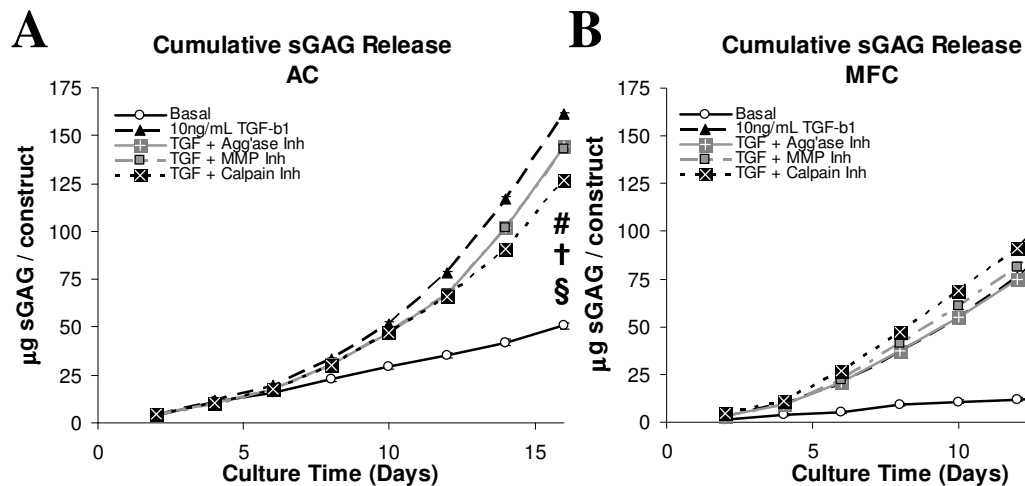 A
Cumulative sGAG Release
AC
µg sGAG / construct
175
150
125
100
75
50
25
0
Basal
10ng/mL TGF-b1
TGF + Agg'ase Inh
TGF + MMP Inh
TGF + Calpain Inh
#
†
§
0
5
10
15
Culture Time (Days)
B
Cumulative sGAG Release
MFC
µg sGAG / construct
175
150
125
100
75
50
25
0
Basal
10ng/mL TGF-b1
TGF + Agg'ase Inh
TGF + MMP Inh
TGF + Calpain Inh
0
5
10
Culture Time (Days)